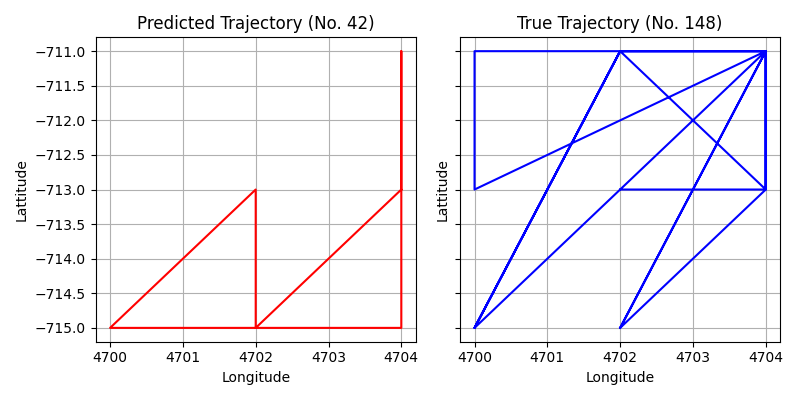 Predicted Trajectory (No. 42)
True Trajectory (No. 148)
−711.0
−711.5
−712.0
−712.5
−713.0
−713.5
−714.0
−714.5
−715.0
Lattitude
Lattitude
4700 4701 4702 4703 4704
4700 4701 4702 4703 4704
Longitude
Longitude